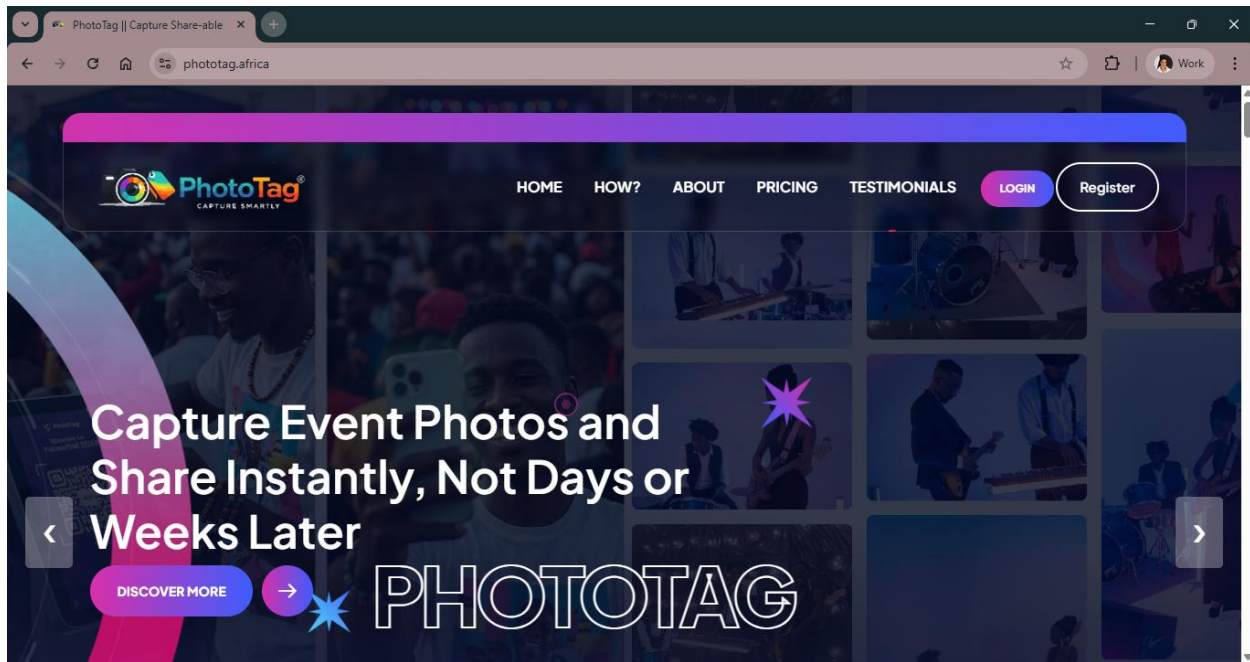 PhotoTag || Capture Share-able
phototag.africa
Work
PhotoTag®
CAPTURE SMARTLY
HOME
HOW?
ABOUT
PRICING
TESTIMONIALS
LOGIN
Register
Capture Event Photos and
Share Instantly, Not Days or
Weeks Later
DISCOVER MORE
PHOTOTAG